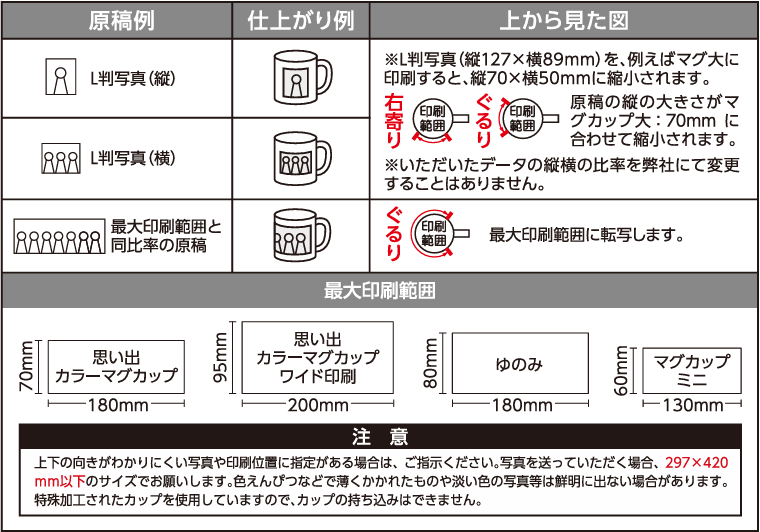 原稿例
仕上がり例
上から見た図
L判写真（縦）
※L判写真（縦127×横89mm）を、例えばマグ大に
印刷すると、縦70×横50mmに縮小されます。
右寄り
印刷
範囲
ぐるり
印刷
範囲
原稿の縦の大きさがマ
グカップ大：70mm に
合わせて縮小されます。
L判写真（横）
※いただいたデータの縦横の比率を弊社にて変更
することはありません。
最大印刷範囲と
同比率の原稿
ぐるり
印刷
範囲
最大印刷範囲に転写します。
最大印刷範囲
70mm
思い出
カラーマグカップ
180mm
95mm
思い出
カラーマグカップ
ワイド印刷
200mm
80mm
ゆのみ
180mm
60mm
マグカップ
ミニ
130mm
注　意
上下の向きがわかりにくい写真や印刷位置に指定がある場合は、ご指示ください。写真を送っていただく場合、297×420
mm以下のサイズでお願いします。色えんぴつなどで薄くかかれたものや淡い色の写真等は鮮明に出ない場合があります。
特殊加工されたカップを使用していますので、カップの持ち込みはできません。